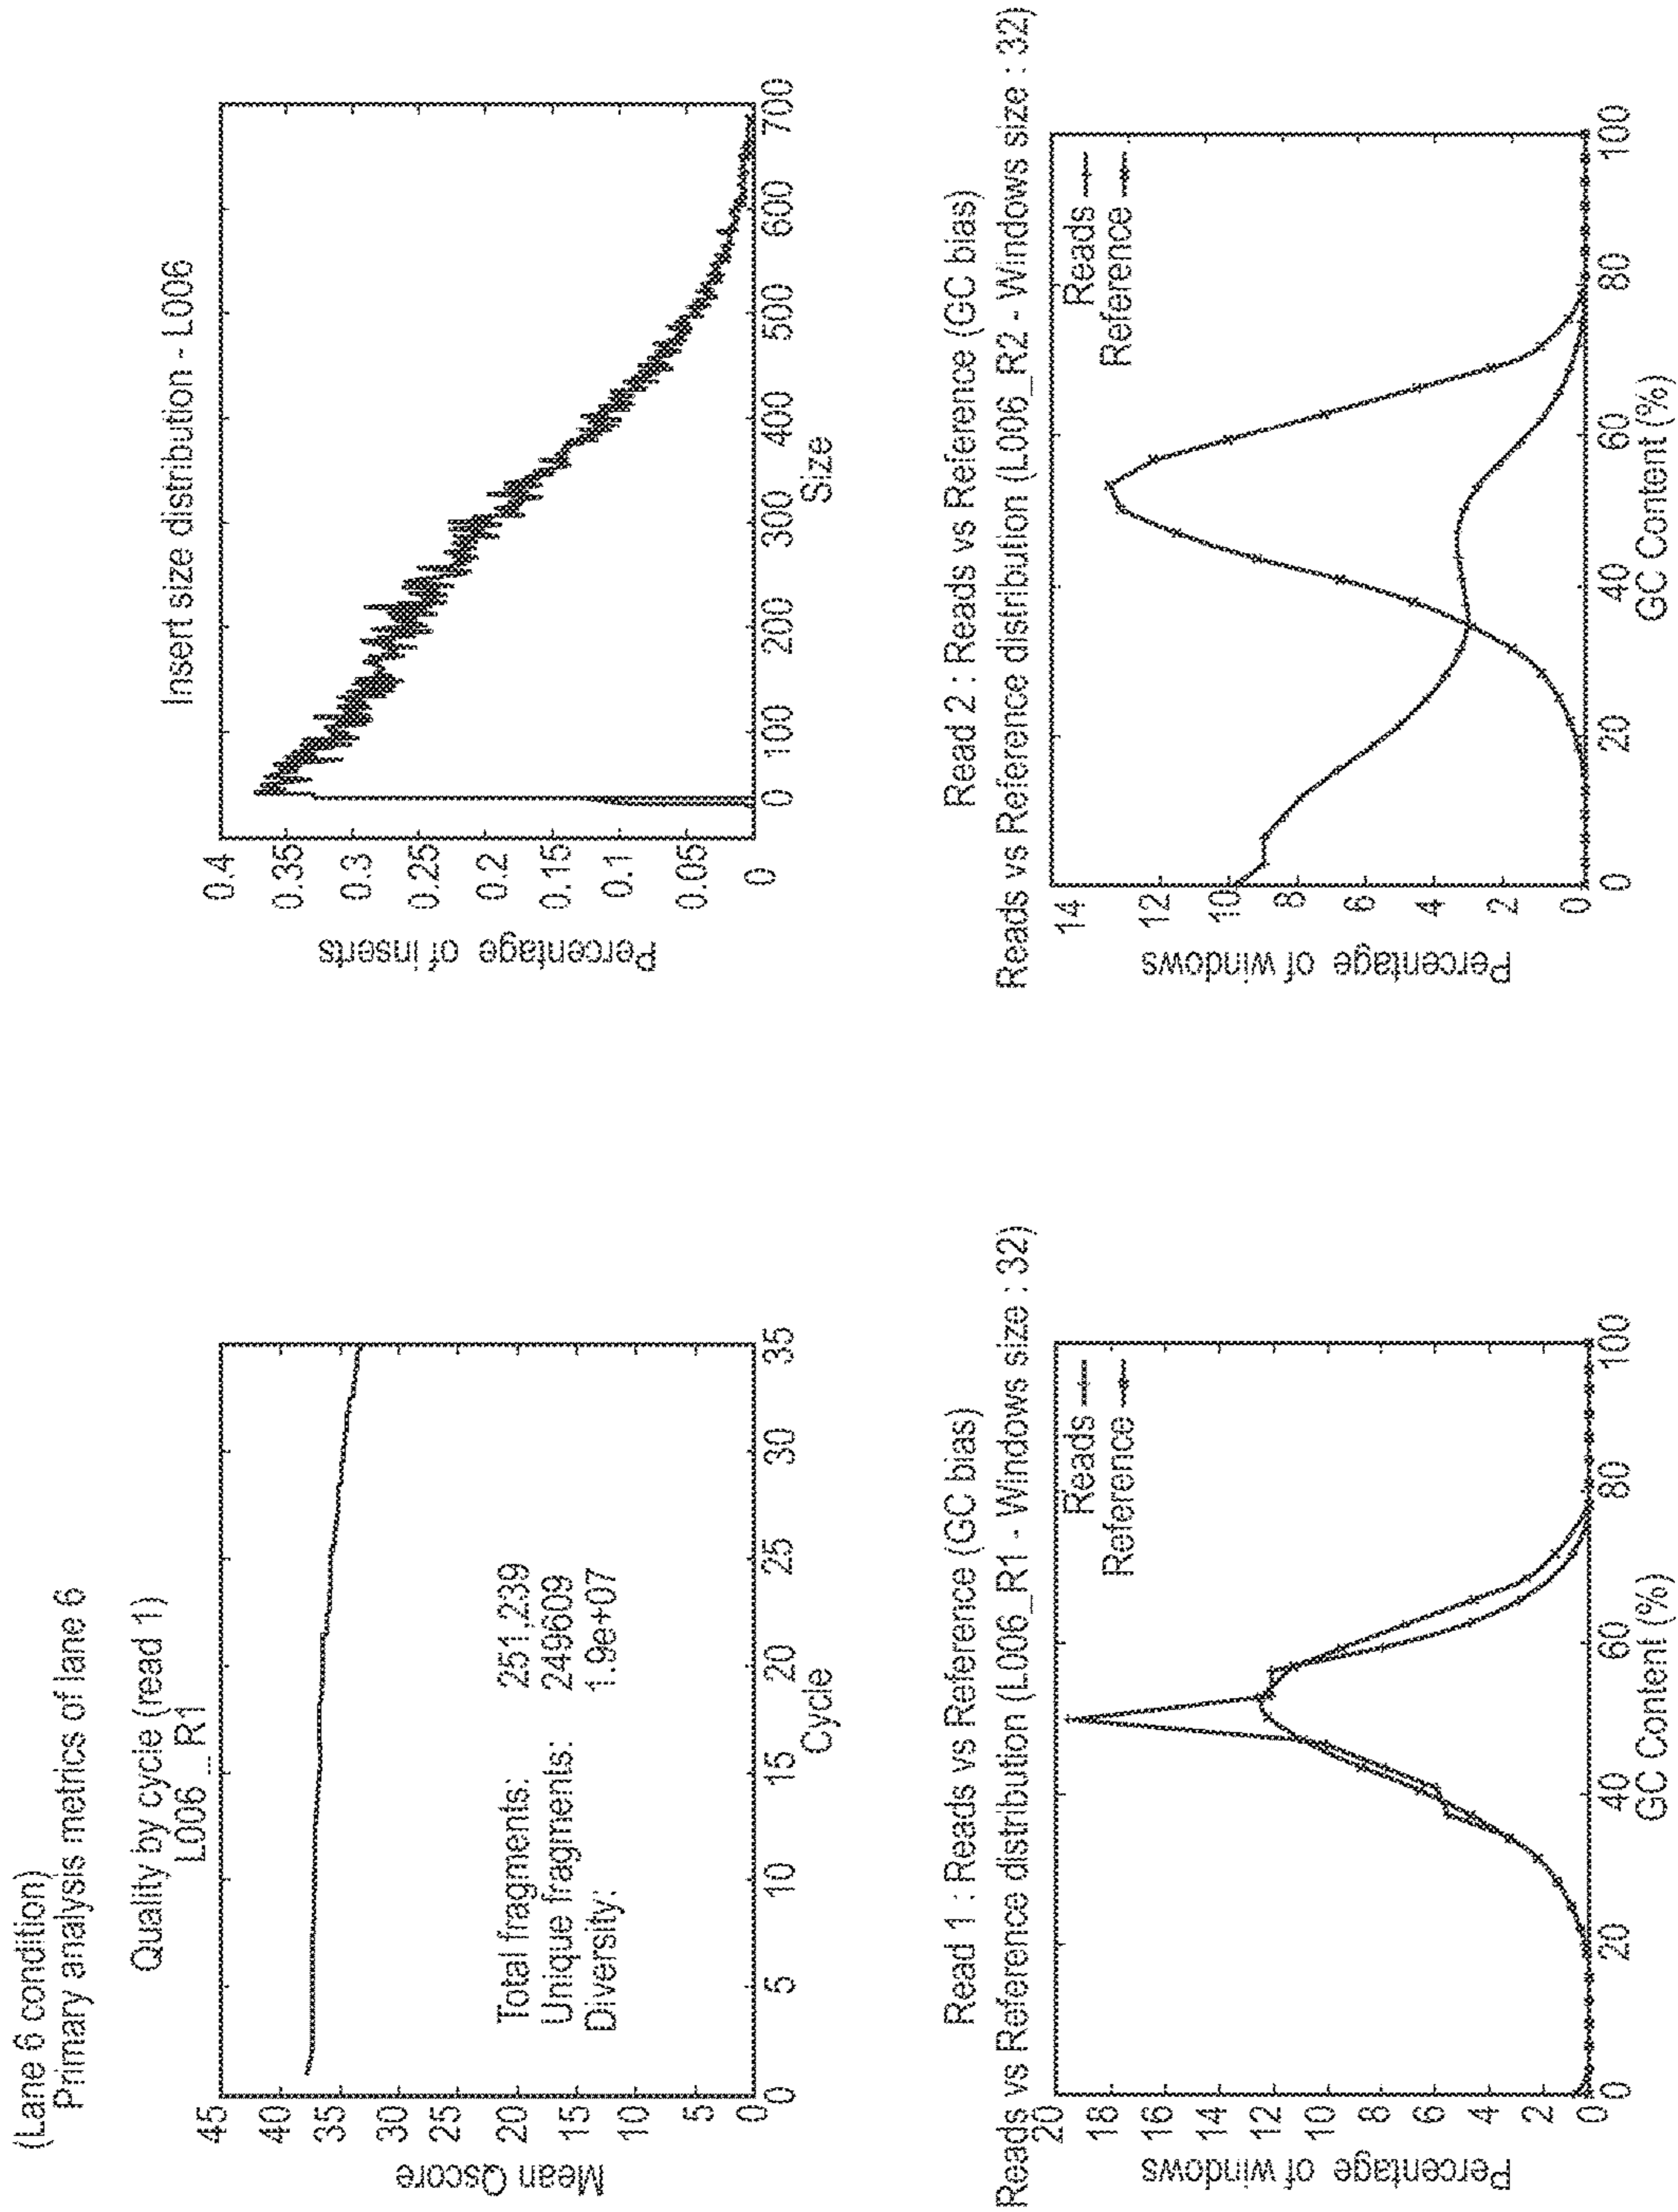 (Lane 6 condition)
Primary analysis metrics of lane 6
Quality by cycle (read 1)
L006_R1
Mean Qscore
45
40
35
30
25
20
15
10
5
0
Total fragments: 251,239
Unique fragments: 249609
Diversity: 1.9e+07
0 5 10 15 20 25 30 35
Cycle
Insert size distribution - L006
Percentage of inserts
0.4
0.35
0.3
0.25
0.2
0.15
0.1
0.05
0
0 100 200 300 400 500 600 700
Size
Read 1 : Reads vs Reference (GC bias)
Reads vs Reference distribution (L006_R1 - Windows size : 32)
Percentage of windows
20
18
16
14
12
10
8
6
4
2
0
Reads
Reference
0 20 40 60 80 100
GC Content (%)
Read 2 : Reads vs Reference (GC bias)
Reads vs Reference distribution (L006_R2 - Windows size : 32)
Percentage of windows
14
12
10
8
6
4
2
0
Reads
Reference
0 20 40 60 80 100
GC Content (%)